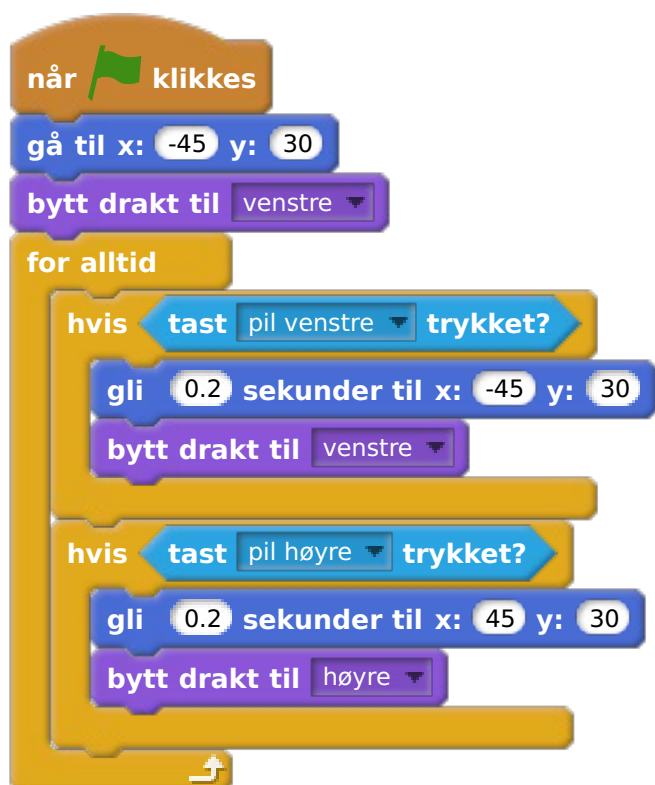 når klikkes
gå til x: -45 y: 30
bytt drakt til venstre
for alltid
hvis tast pil venstre trykket?
gli 0.2 sekunder til x: -45 y: 30
bytt drakt til venstre
hvis tast pil høyre trykket?
gli 0.2 sekunder til x: 45 y: 30
bytt drakt til høyre